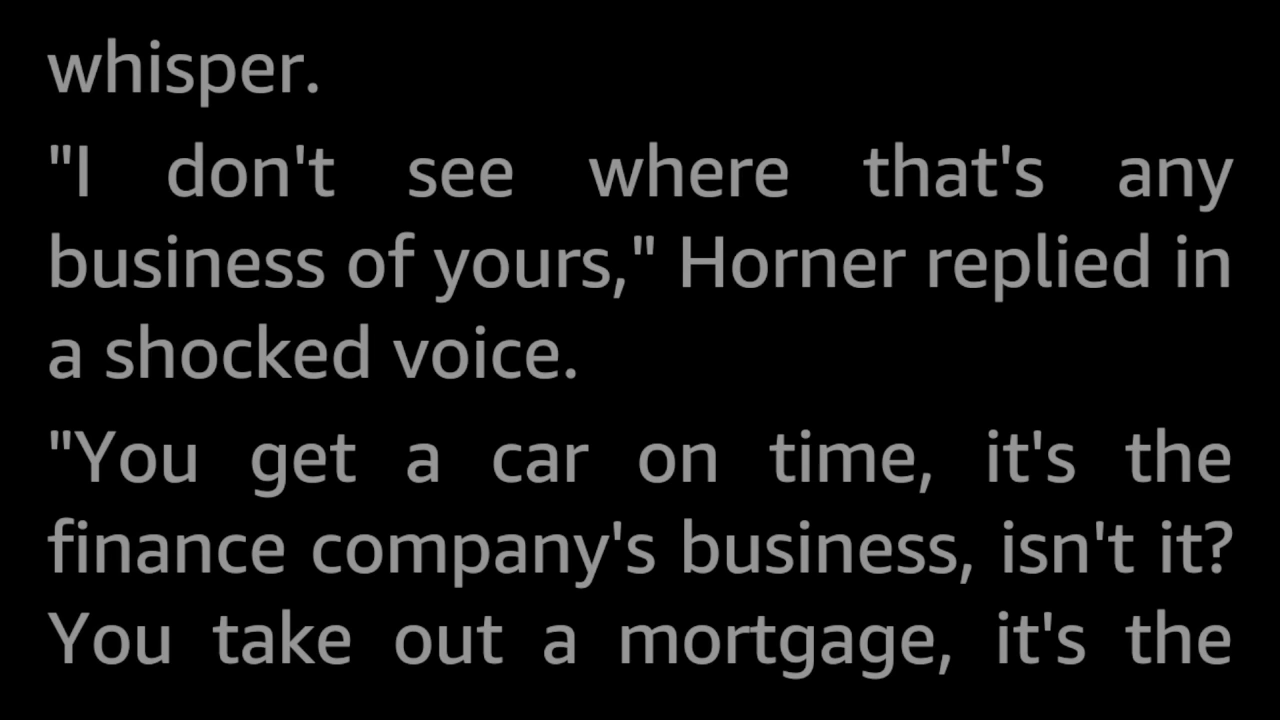 whisper.
"I don't see where that's any
business of yours," Horner replied in
a shocked voice.
"You get a car on time, it's the
finance company's business, isn't it?
You take out a mortgage, it's the